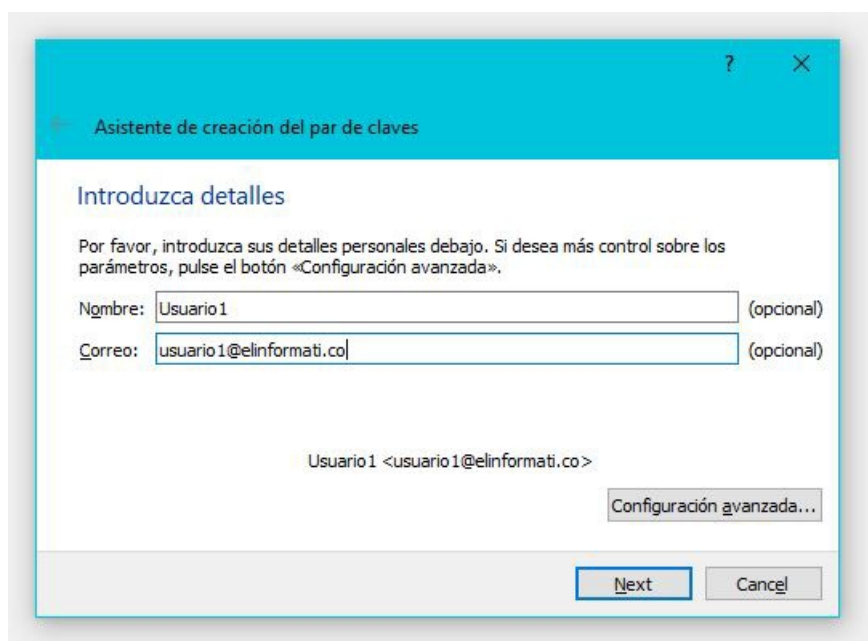 ?
Asistente de creación del par de claves
Introduzca detalles
Por favor, introduzca sus detalles personales debajo. Si desea más control sobre los
parámetros, pulse el botón «Configuración avanzada».
Nombre: Usuario1 (opcional)
Correo: usuario1@elinformati.co (opcional)
Usuario1 <usuario1@elinformati.co>
Configuración avanzada...
Next Cancel